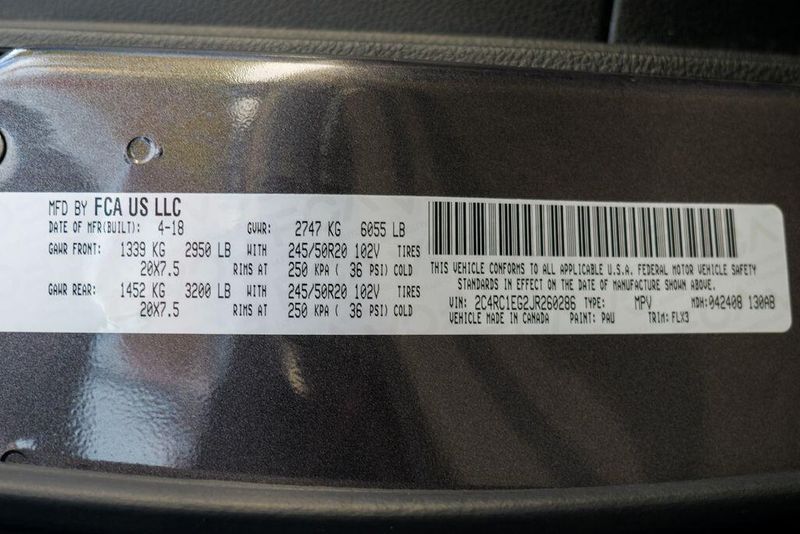 MFD BY FCA US LLC
DATE OF MFR(BUILT): 4-18 GVWR: 2747 KG 6055 LB
GAWR FRONT: 1339 KG 2950 LB WITH 245/50R20 102V TIRES
20X7.5 RIMS AT 250 KPA ( 36 PSI) COLD
GAWR REAR: 1452 KG 3200 LB WITH 245/50R20 102V TIRES
20X7.5 RIMS AT 250 KPA ( 36 PSI) COLD
THIS VEHICLE CONFORMS TO ALL APPLICABLE U.S.A. FEDERAL MOTOR VEHICLE SAFETY
STANDARDS IN EFFECT ON THE DATE OF MANUFACTURE SHOWN ABOVE.
VIN: 2C4RC1EG2JR260286 TYPE: MPV MDH:042408 130AB
VEHICLE MADE IN CANADA PAINT: PAU TRIM: FLX3